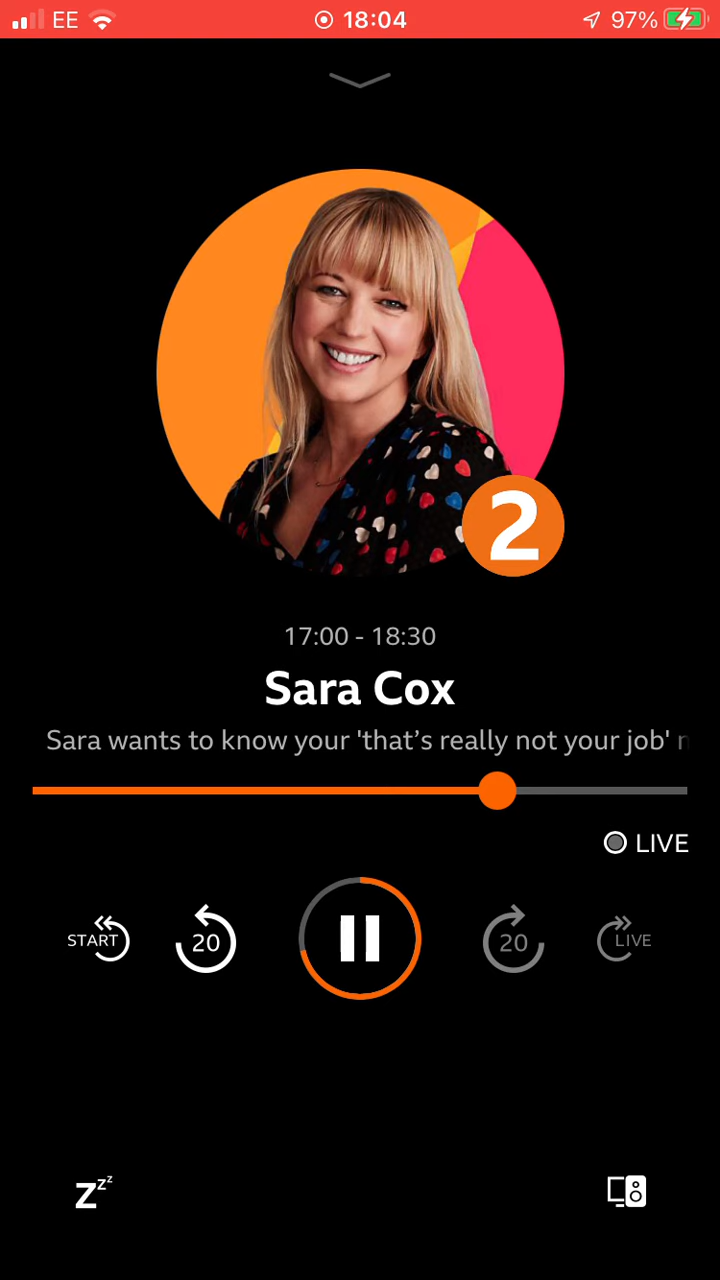 EE 18:04 97%
2
17:00 - 18:30
Sara Cox
Sara wants to know your 'that's really not your job'
LIVE
START 20 20 LIVE
Zzz